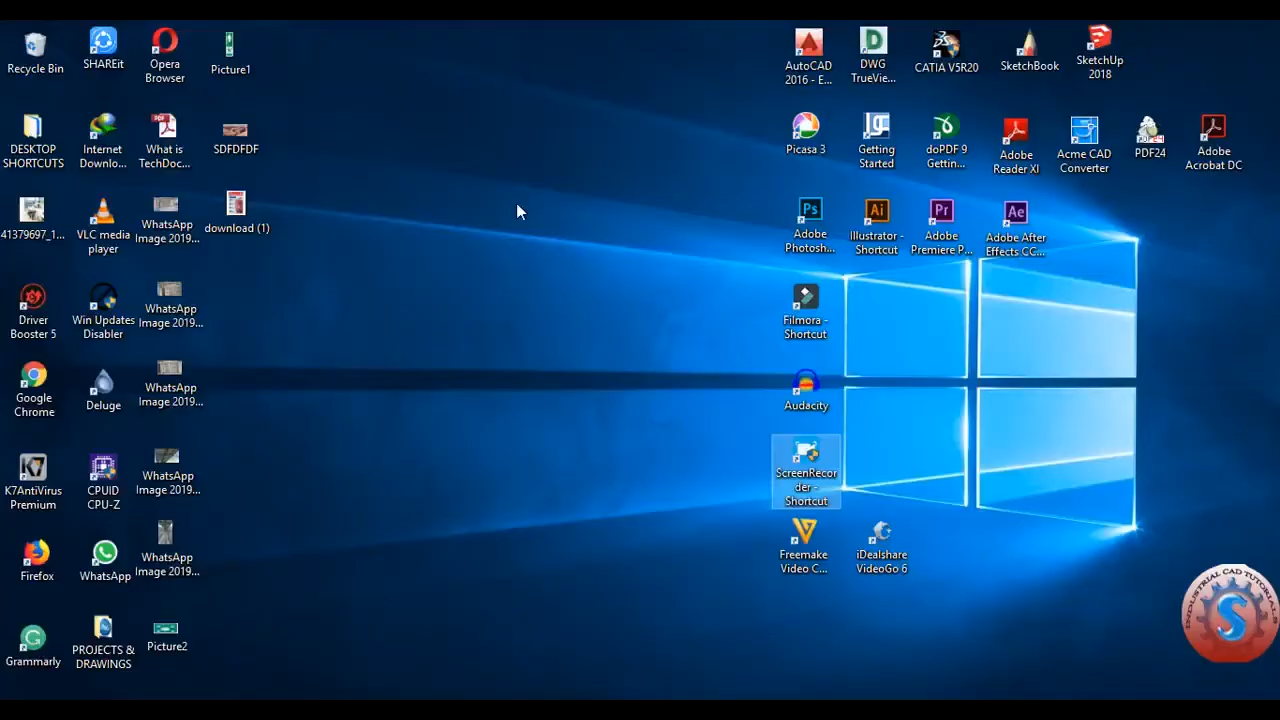 Recycle Bin
SHAREit
Opera
Browser
Picture1
DESKTOP
SHORTCUTS
Internet
Downlo...
What is
TechDoc...
SDFDFDF
41379697_1...
VLC media
player
WhatsApp
Image 2019...
download (1)
Driver
Booster 5
Win Updates
Disabler
WhatsApp
Image 2019...
Google
Chrome
Deluge
WhatsApp
Image 2019...
K7AntiVirus
Premium
CPUID
CPU-Z
WhatsApp
Image 2019...
Firefox
WhatsApp
WhatsApp
Image 2019...
Grammarly
PROJECTS &
DRAWINGS
Picture2
AutoCAD
2016 - E...
DWG
TrueVie...
CATIA V5R20
SketchBook
SketchUp
2018
Picasa 3
Getting
Started
doPDF 9
Gettin...
Adobe
Reader XI
Acme CAD
Converter
PDF24
Adobe
Acrobat DC
Adobe
Photosh...
Illustrator -
Shortcut
Adobe
Premiere P...
Adobe After
Effects CC...
Filmora -
Shortcut
Audacity
ScreenRecor
der -
Shortcut
Freemake
Video C...
iDealshare
VideoGo 6
INDUSTRIAL CAD TUTORIALS
S